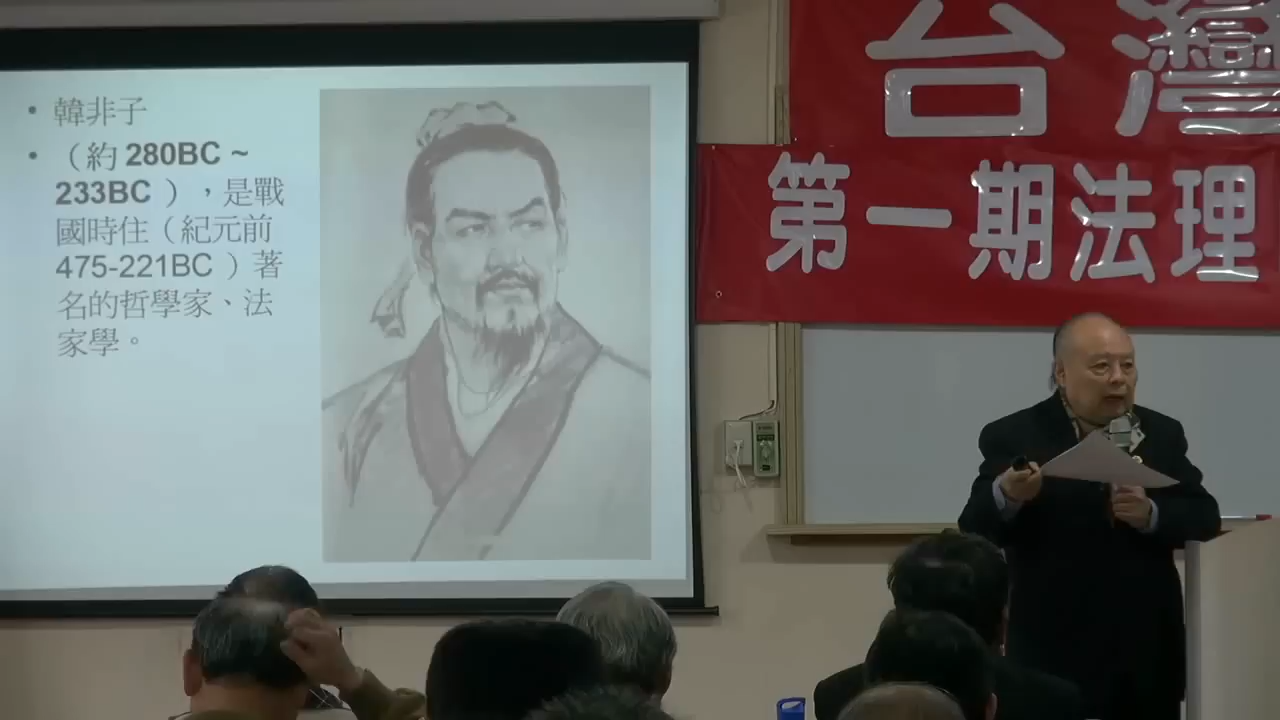 • 韓非子
• （約 280BC ~
233BC ），是戰
國時住（紀元前
475-221BC ）著
名的哲學家、法
家學。
台灣
第一期法理